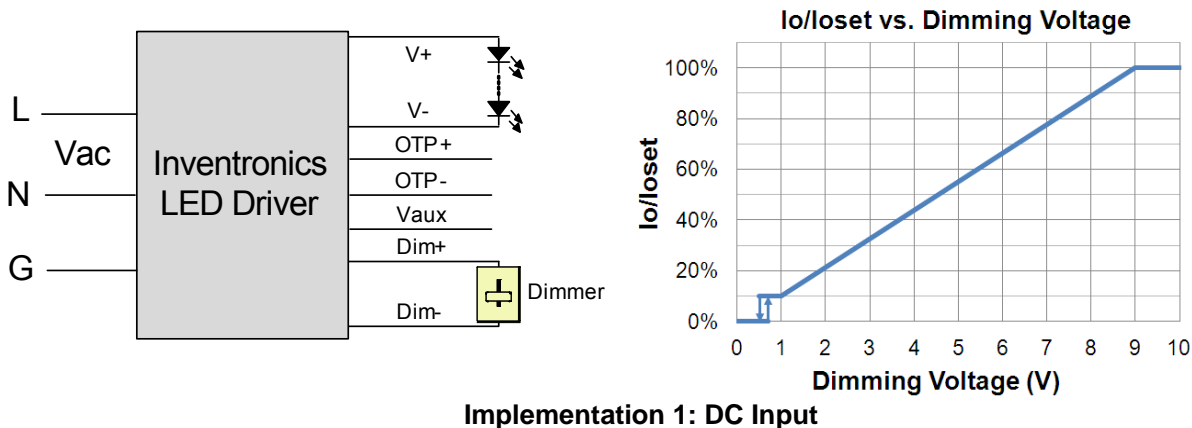 L
Vac
N
G
Inventronics
LED Driver
V+
V-
OTP+
OTP-
Vaux
Dim+
Dim-
Dimmer
Io/Ioset vs. Dimming Voltage
Io/Ioset
100%
80%
60%
40%
20%
0%
0 1 2 3 4 5 6 7 8 9 10
Dimming Voltage (V)
Implementation 1: DC Input